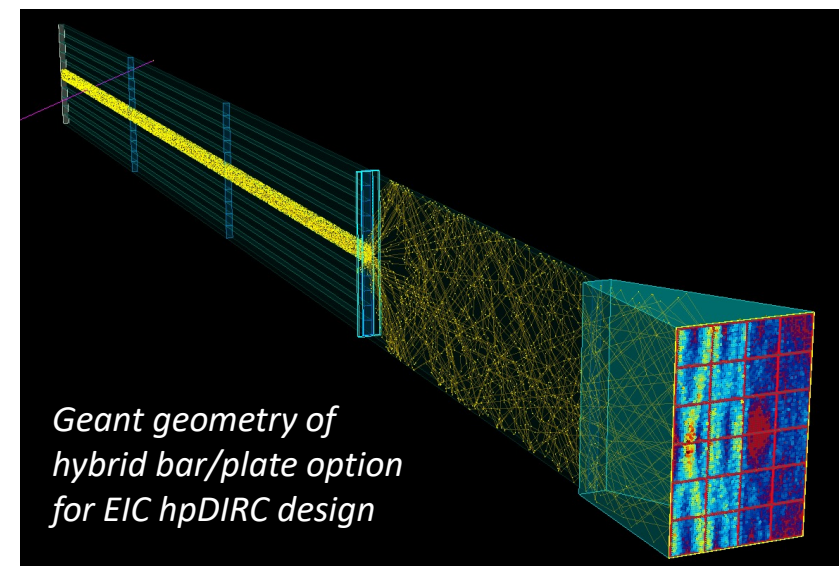 Geant geometry of
hybrid bar/plate option
for EIC hpDIRC design